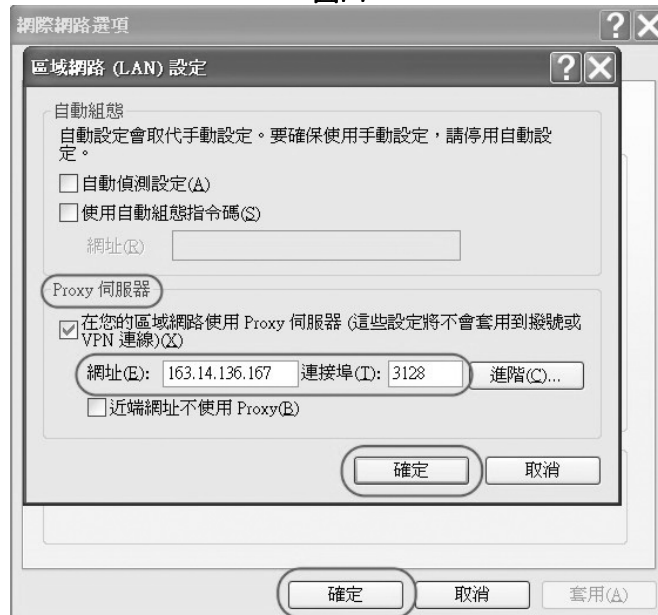 網際網路選項
區域網路 (LAN) 設定
自動組態
自動設定會取代手動設定。要確保使用手動設定，請停用自動設
定。
自動偵測設定(A)
使用自動組態指令碼(S)
網址(R)
Proxy 伺服器
在您的區域網路使用 Proxy 伺服器 (這些設定將不會套用到撥號或
VPN 連線)(X)
網址(E): 163.14.136.167 連接埠(T): 3128 進階(C)...
近端網址不使用 Proxy(B)
確定 取消
確定 取消 套用(A)